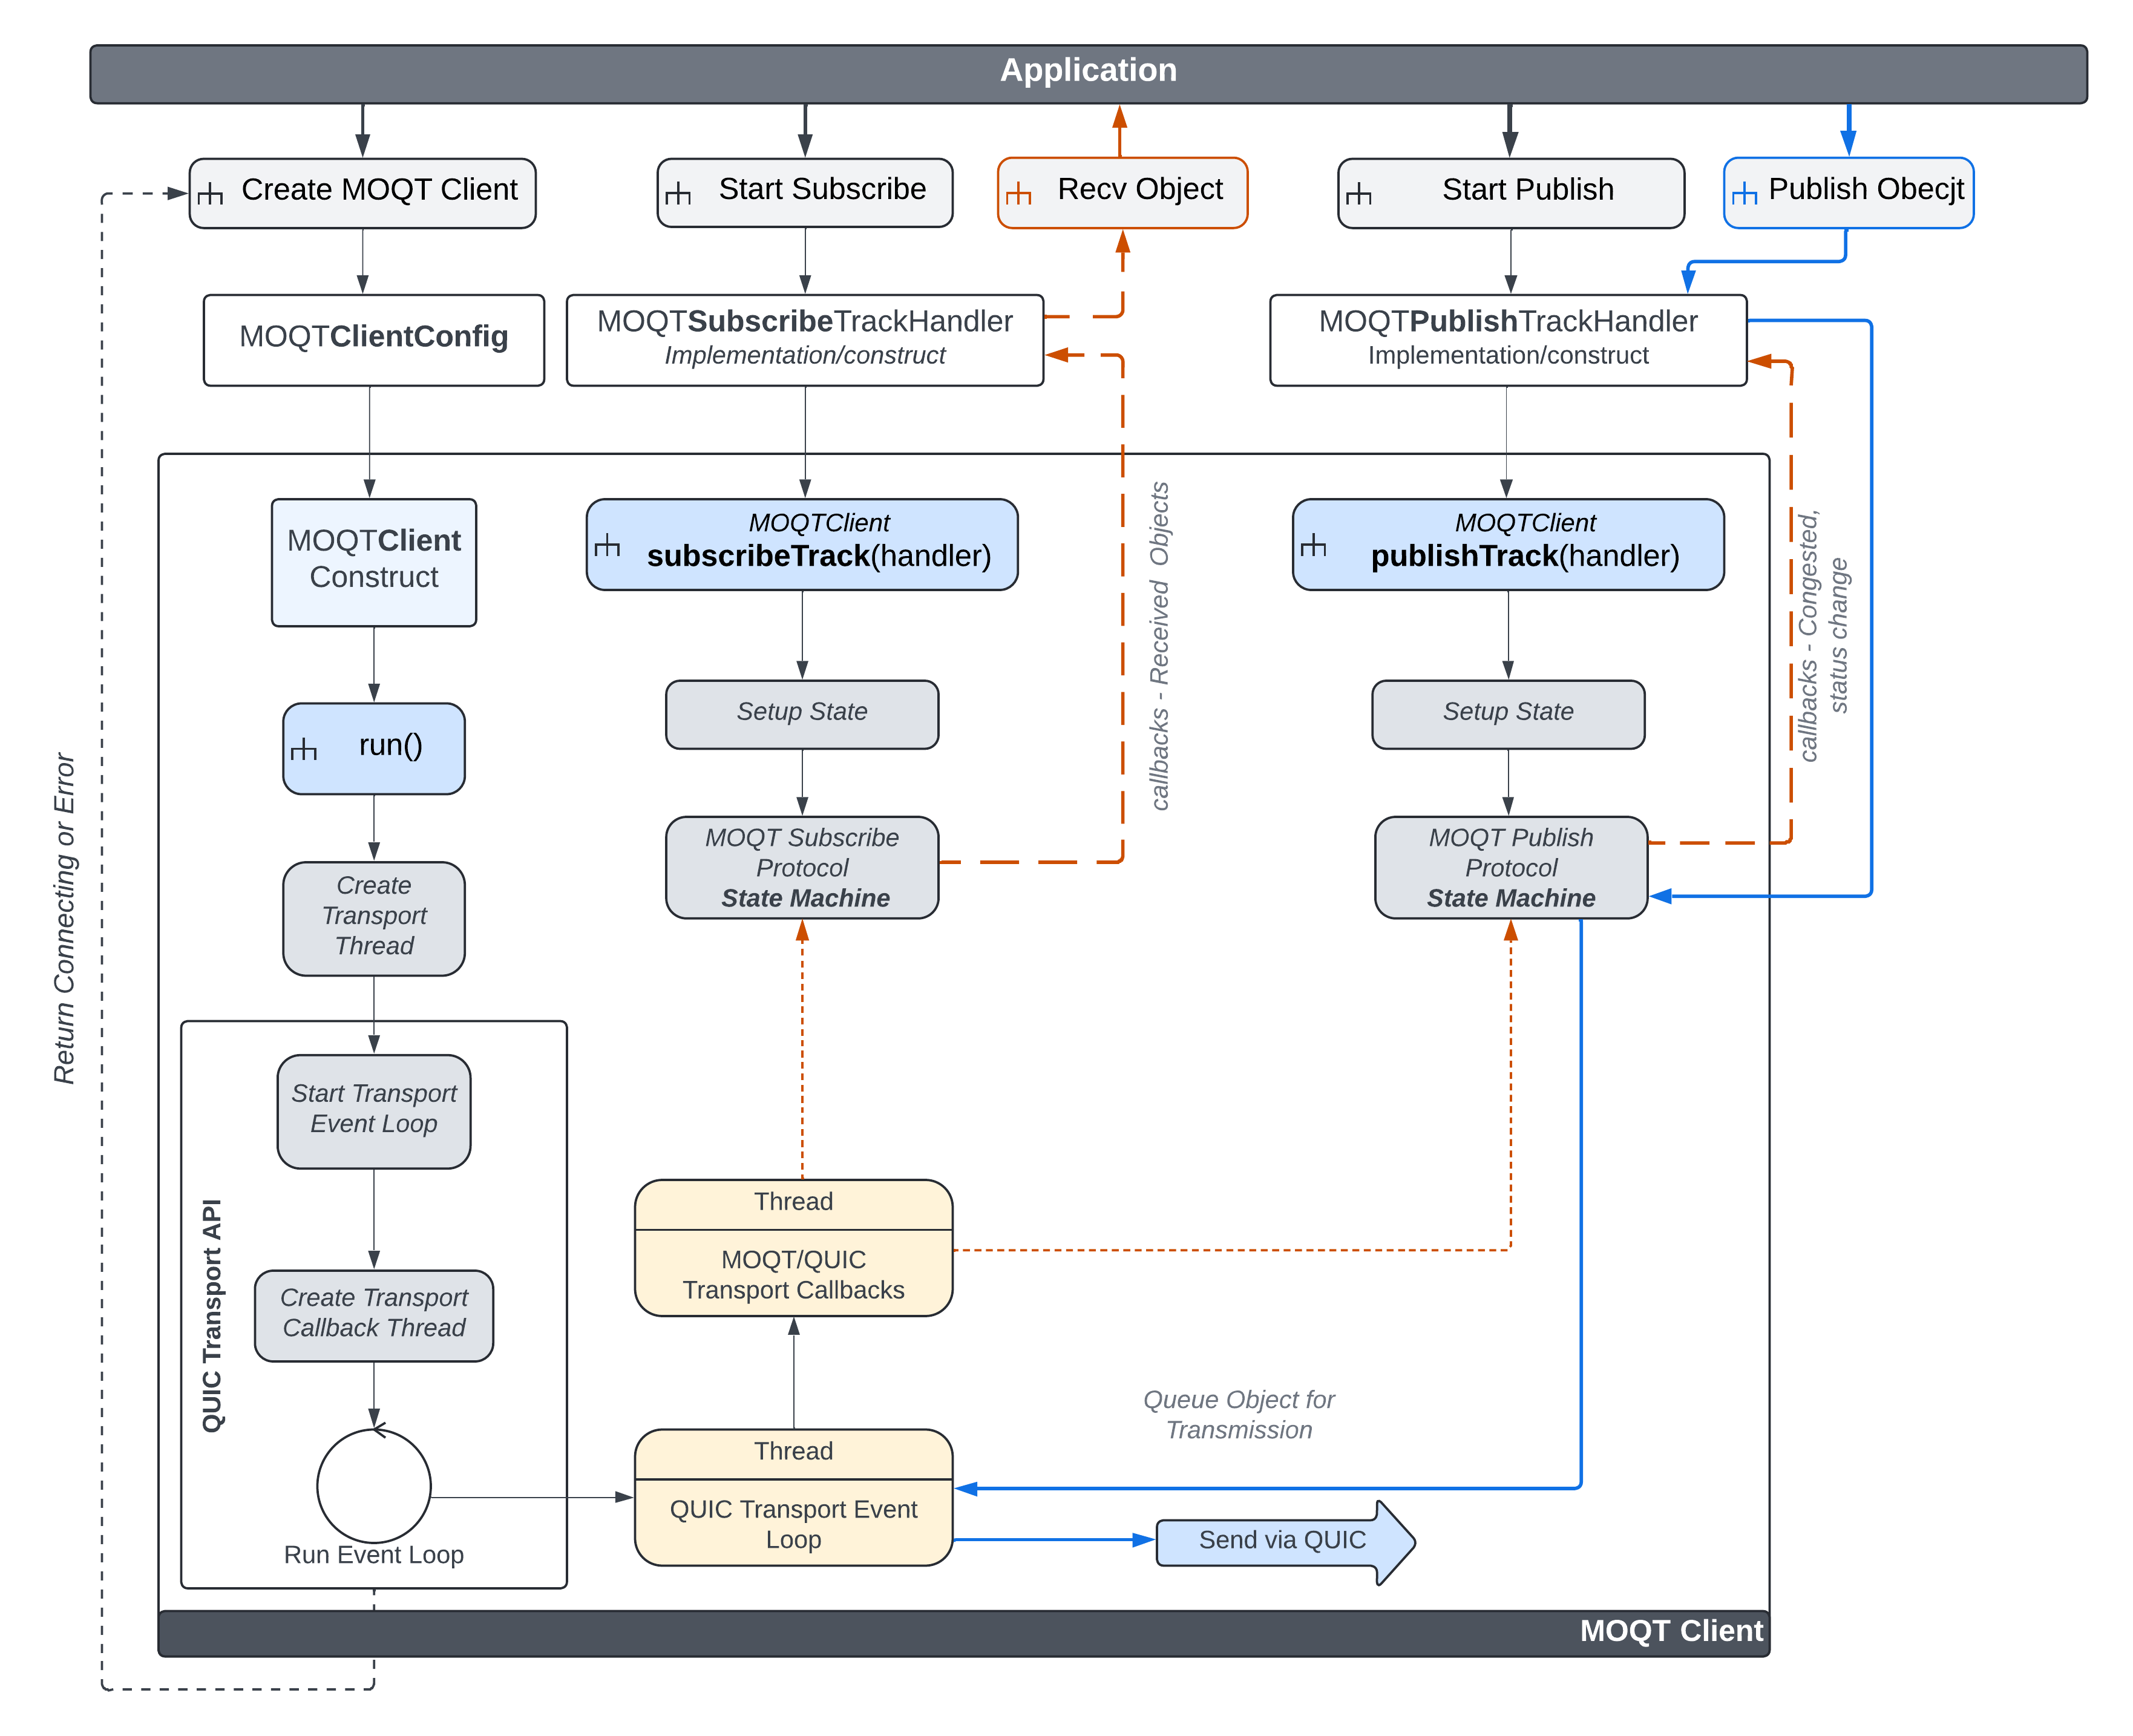 Application
Create MOQT Client
Start Subscribe
Recv Object
Start Publish
Publish Obecjt
MOQTClientConfig
MOQTSubscribeTrackHandler
Implementation/construct
MOQTPublishTrackHandler
Implementation/construct
MOQTClient
Construct
MOQTClient
subscribeTrack(handler)
MOQTClient
publishTrack(handler)
callbacks - Received Objects
callbacks - Congested,
status change
run()
Setup State
Setup State
Return Connecting or Error
Create
Transport
Thread
MOQT Subscribe
Protocol
State Machine
MOQT Publish
Protocol
State Machine
QUIC Transport API
Start Transport
Event Loop
Create Transport
Callback Thread
Run Event Loop
Thread
MOQT/QUIC
Transport Callbacks
Thread
QUIC Transport Event
Loop
Queue Object for
Transmission
Send via QUIC
MOQT Client